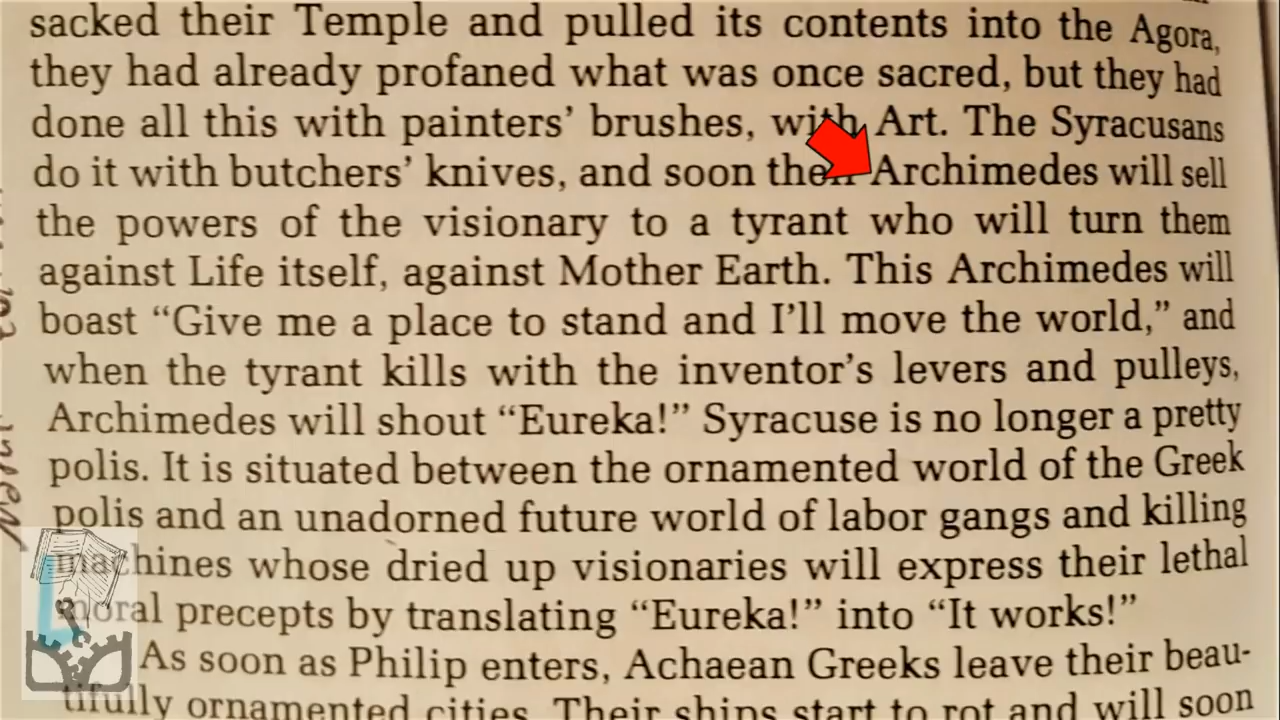 sacked their Temple and pulled its contents into the Agora,
they had already profaned what was once sacred, but they had
done all this with painters’ brushes, with Art. The Syracusans
do it with butchers’ knives, and soon their Archimedes will sell
the powers of the visionary to a tyrant who will turn them
against Life itself, against Mother Earth. This Archimedes will
boast “Give me a place to stand and I’ll move the world,” and
when the tyrant kills with the inventor’s levers and pulleys,
Archimedes will shout “Eureka!” Syracuse is no longer a pretty
polis. It is situated between the ornamented world of the Greek
polis and an unadorned future world of labor gangs and killing
machines whose dried up visionaries will express their lethal
moral precepts by translating “Eureka!” into “It works!”
As soon as Philip enters, Achaean Greeks leave their beau-
tifully ornamented cities. Their ships start to rot and will soon